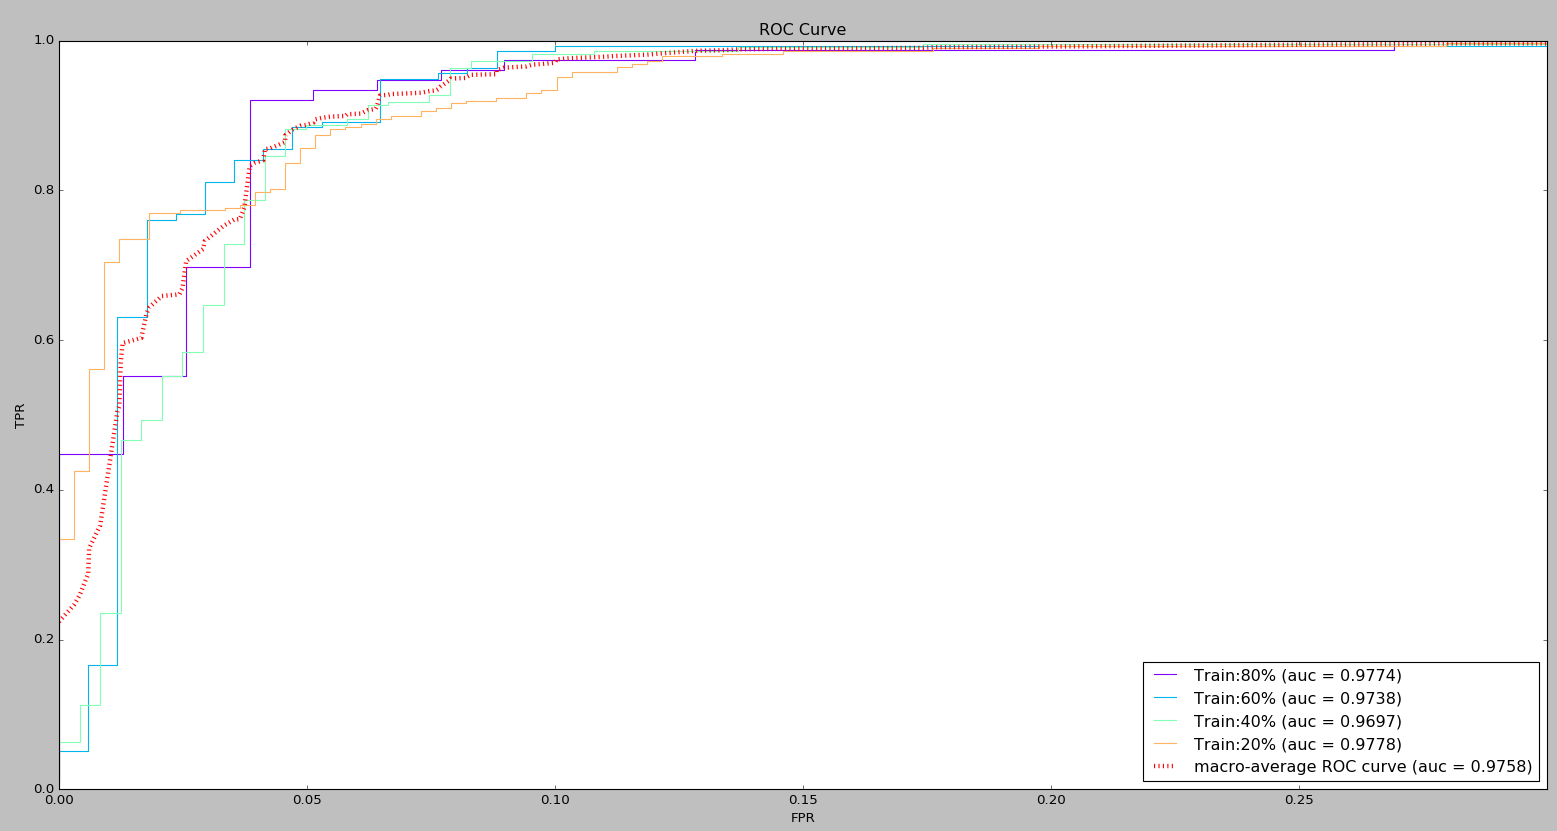 ROC Curve
1.0
0.8
0.6
0.4
0.2
0.0
TPR
0.00
0.05
0.10
0.15
0.20
0.25
FPR
Train:80% (auc = 0.9774)
Train:60% (auc = 0.9738)
Train:40% (auc = 0.9697)
Train:20% (auc = 0.9778)
macro-average ROC curve (auc = 0.9758)